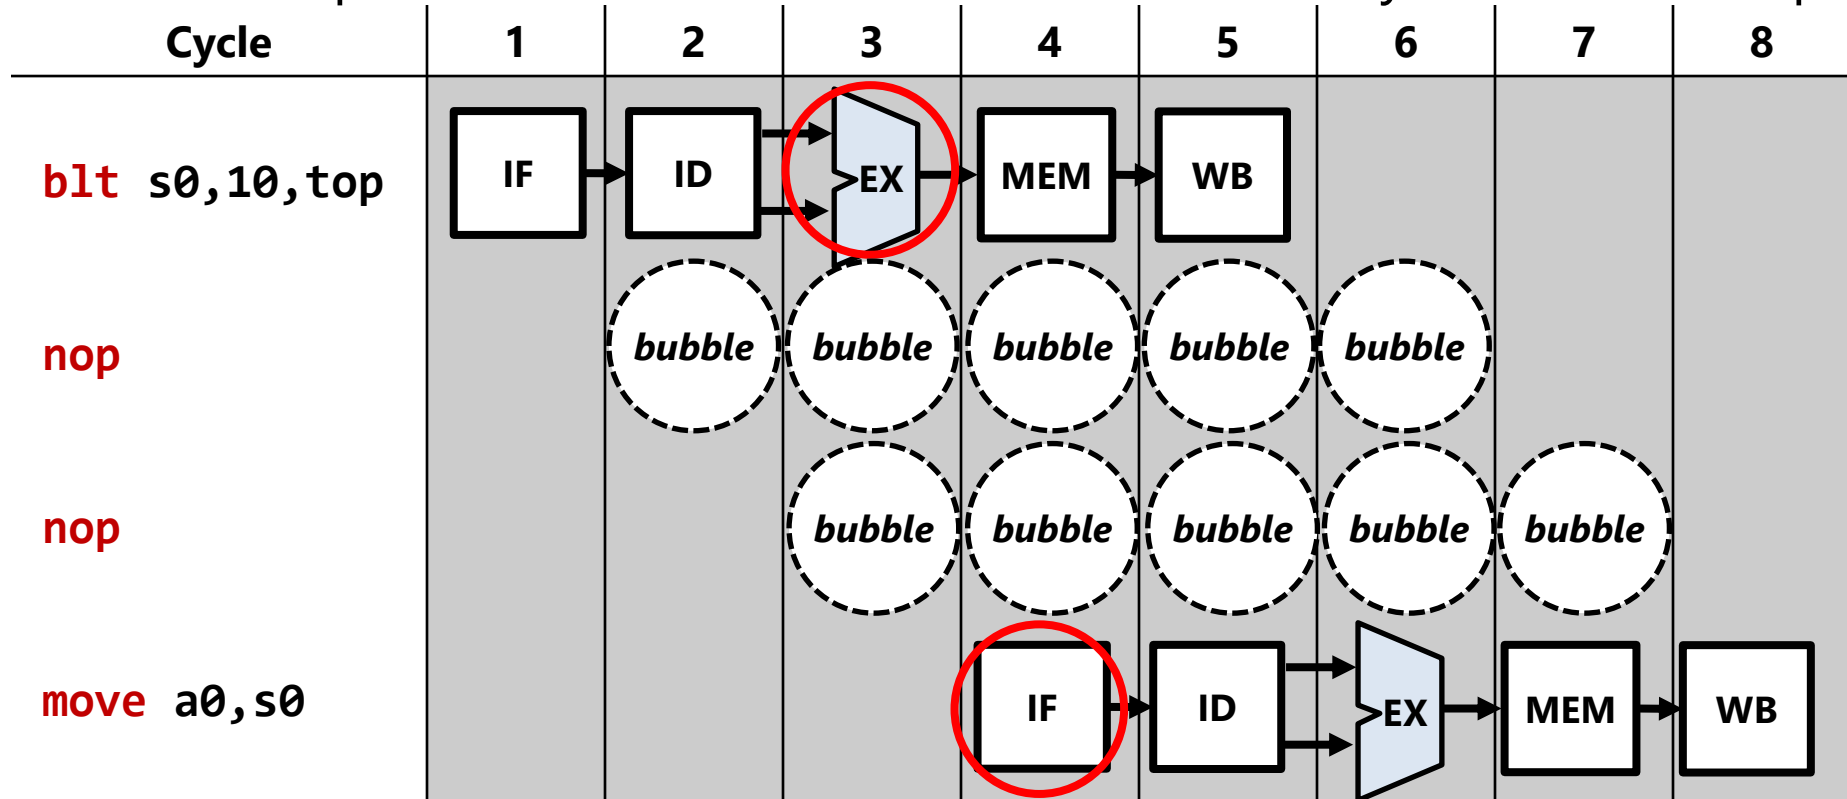 Cycle 1 2 3 4 5 6 7 8
blt s0,10,top IF ID EX MEM WB
nop bubble bubble bubble bubble bubble
nop bubble bubble bubble bubble bubble
move a0,s0 IF ID EX MEM WB